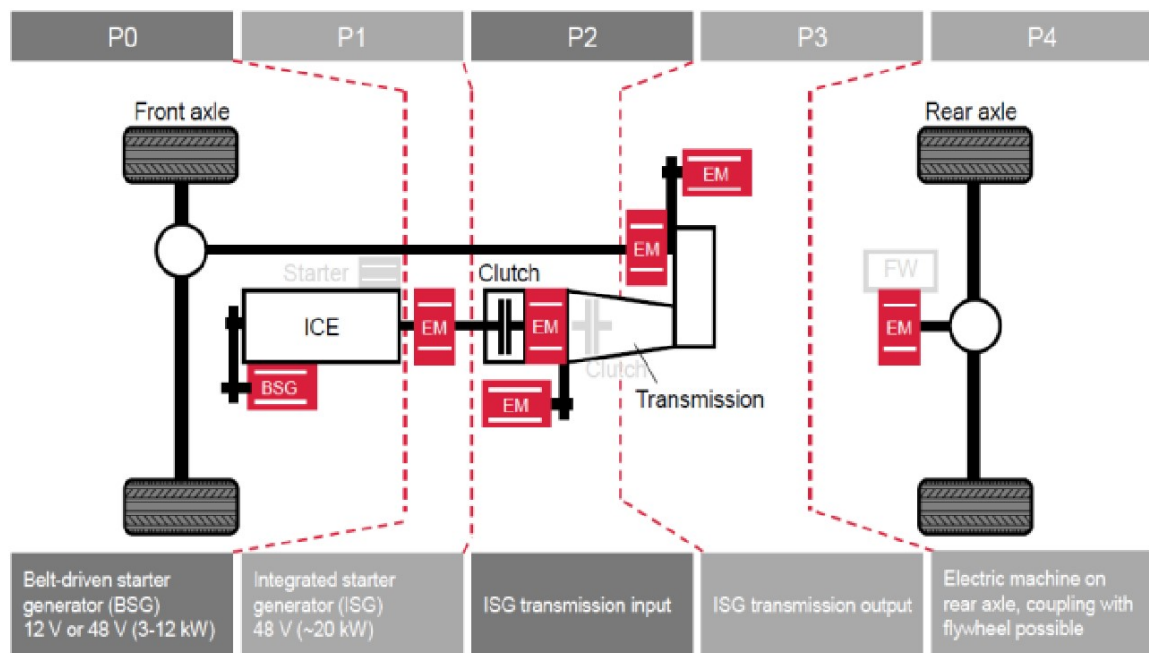 P0
P1
P2
P3
P4
Front axle
Rear axle
EM
EM
Starter
Clutch
FW
ICE
EM
EM
EM
BSG
EM
Clutch
Transmission
Belt-driven starter
generator (BSG)
12 V or 48 V (3-12 kW)
Integrated starter
generator (ISG)
48 V (~20 kW)
ISG transmission input
ISG transmission output
Electric machine on
rear axle, coupling with
flywheel possible